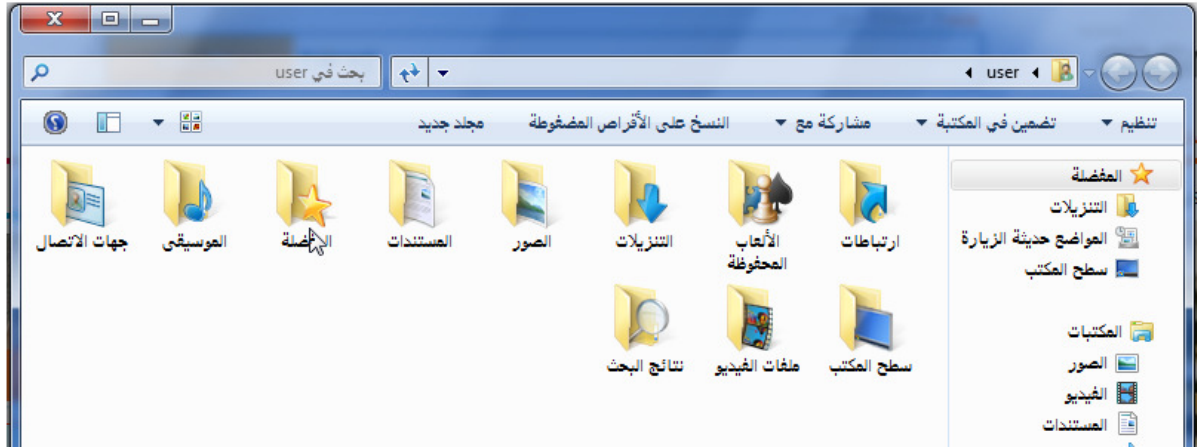 user
بحث في user
تنظيم
تضمين في المكتبة
مشاركة مع
النسخ على الأقراص المضغوطة
مجلد جديد
المفضلة
التنزيلات
المواضع حديثة الزيارة
سطح المكتب
المكتبات
الصور
الفيديو
المستندات
ارتباطات
الألعاب
المحفوظة
التنزيلات
الصور
المستندات
المفضلة
الموسيقى
جهات الاتصال
سطح المكتب
ملفات الفيديو
نتائج البحث